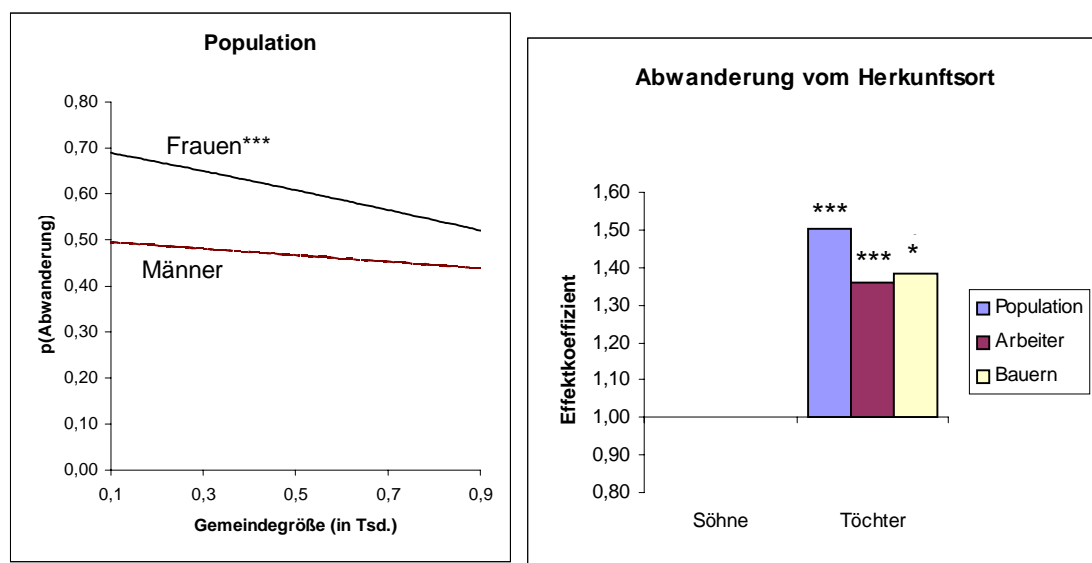 Population
0,80
0,70
0,60
0,50
0,40
0,30
0,20
0,10
0,00
p(Abwanderung)
Frauen***
Männer
0,1 0,3 0,5 0,7 0,9
Gemeindegröße (in Tsd.)
Abwanderung vom Herkunftsort
1,60
1,50
1,40
1,30
1,20
1,10
1,00
0,90
0,80
Effektkoeffizient
***
***
*
Söhne Töchter
Population
Arbeiter
Bauern